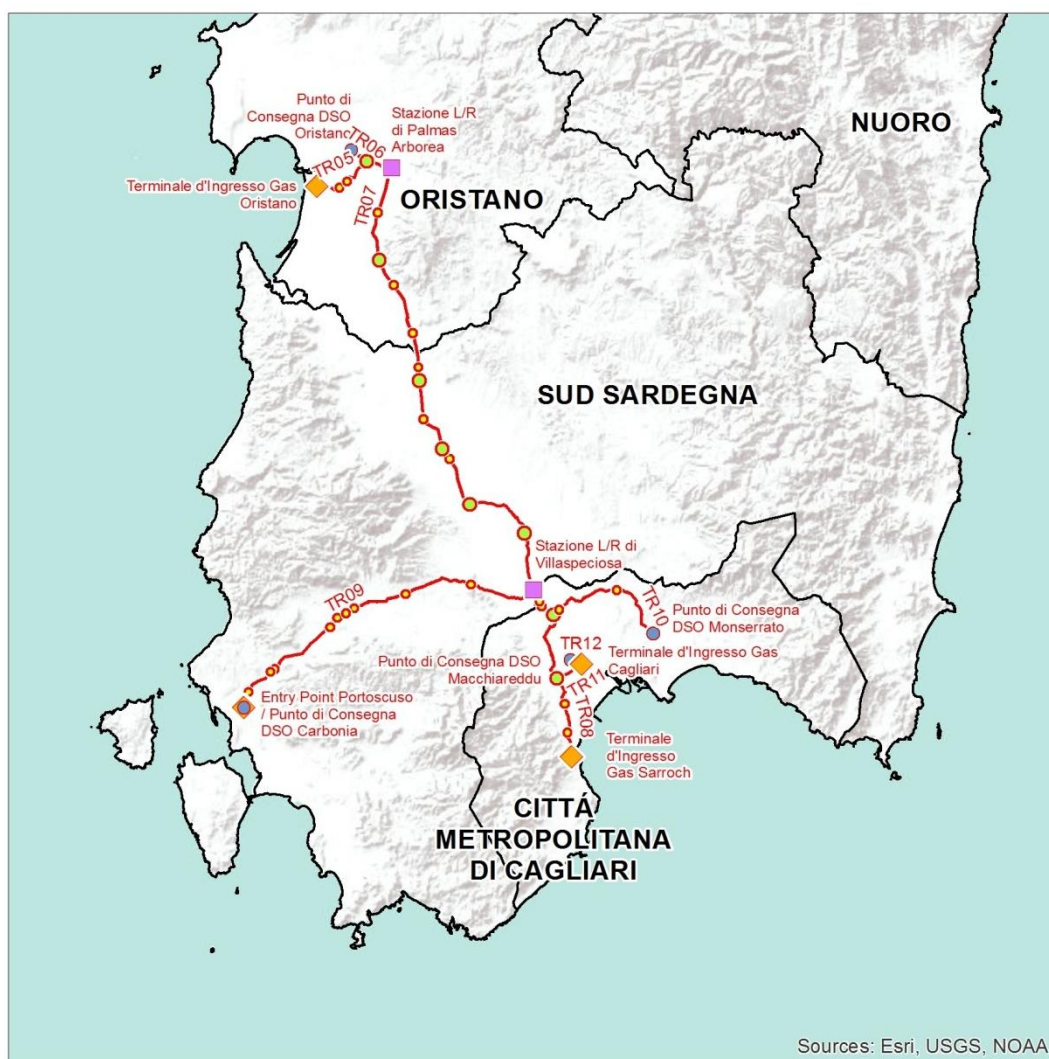 NUORO
Punto di
Consegna DSO
Oristano
Stazione L/R
di Palmas
Arborea
TR06
TR05
Terminale d'Ingresso Gas
Oristano
TR07
ORISTANO
SUD SARDEGNA
Stazione L/R di
Villaspeciosa
TR09
TR10
Punto di Consegna
DSO Monserrato
TR12
Terminale d'Ingresso Gas
Cagliari
Punto di Consegna DSO
Macchiareddu
TR11
TR08
Entry Point Portoscuso
/ Punto di Consegna
DSO Carbonia
Terminale
d'Ingresso
Gas Sarroch
CITTÁ
METROPOLITANA
DI CAGLIARI
Sources: Esri, USGS, NOAA